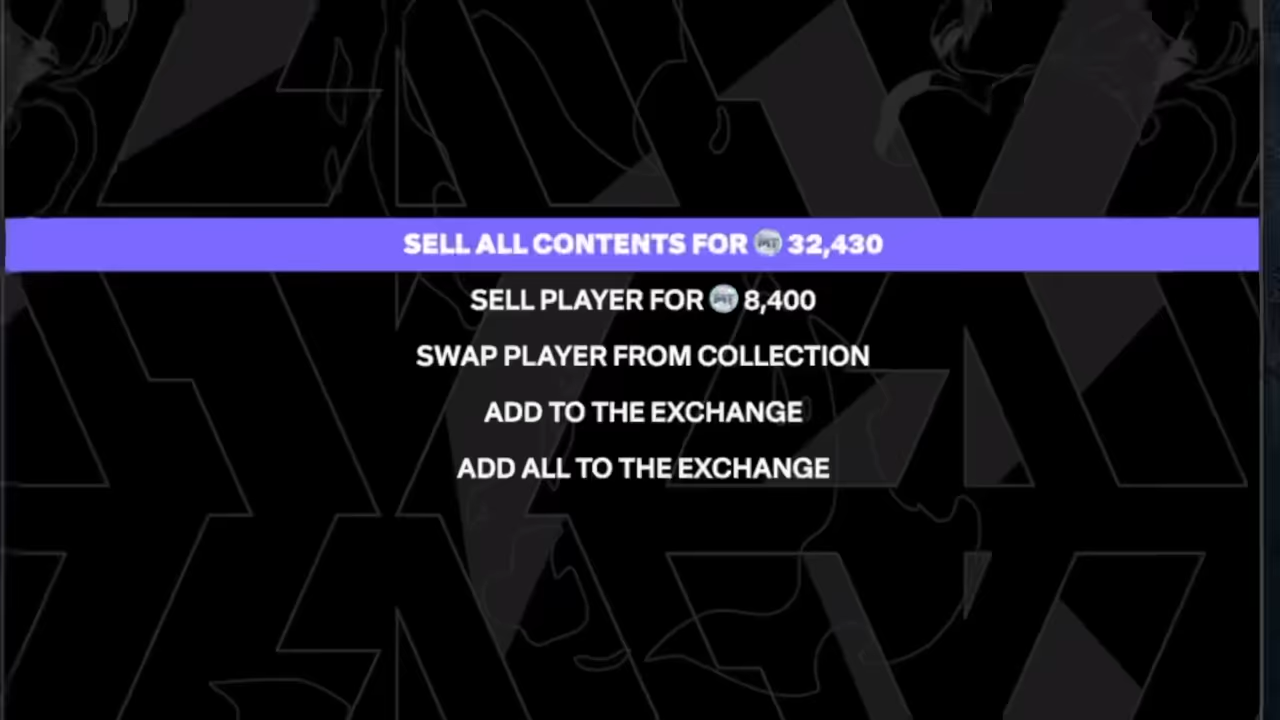 SELL ALL CONTENTS FOR 32,430
SELL PLAYER FOR 8,400
SWAP PLAYER FROM COLLECTION
ADD TO THE EXCHANGE
ADD ALL TO THE EXCHANGE